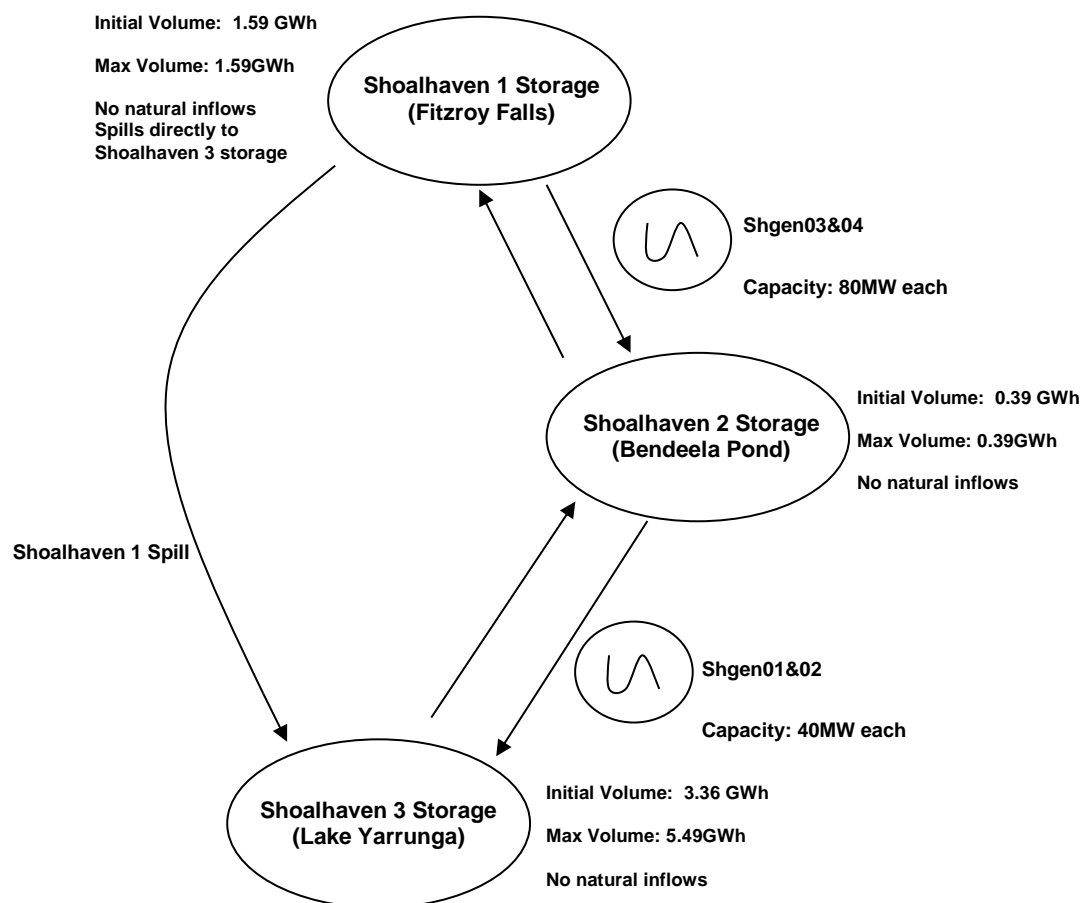 Initial Volume:  1.59 GWh
Max Volume: 1.59GWh
No natural inflows
Spills directly to
Shoalhaven 3 storage
Shoalhaven 1 Storage
(Fitzroy Falls)
Shgen03&04
Capacity: 80MW each
Shoalhaven 2 Storage
(Bendeela Pond)
Initial Volume:  0.39 GWh
Max Volume: 0.39GWh
No natural inflows
Shoalhaven 1 Spill
Shgen01&02
Capacity: 40MW each
Shoalhaven 3 Storage
(Lake Yarrunga)
Initial Volume:  3.36 GWh
Max Volume: 5.49GWh
No natural inflows